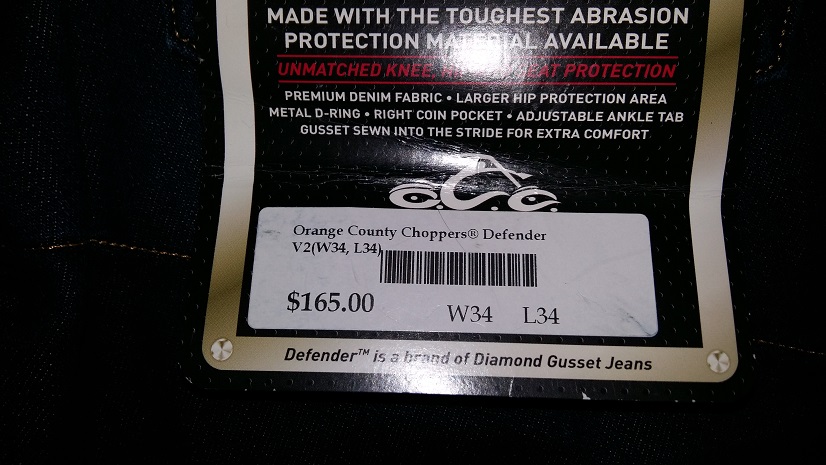 MADE WITH THE TOUGHEST ABRASION
PROTECTION MATERIAL AVAILABLE
UNMATCHED KNEE, PROTECTION
PREMIUM DENIM FABRIC • LARGER HIP PROTECTION AREA
METAL D-RING • RIGHT COIN POCKET • ADJUSTABLE ANKLE TAB
GUSSET SEWN INTO THE STRIDE FOR EXTRA COMFORT
O.C.C.
Orange County Choppers® Defender
V2(W34, L34)
$165.00 W34 L34
Defender™ is a brand of Diamond Gusset Jeans